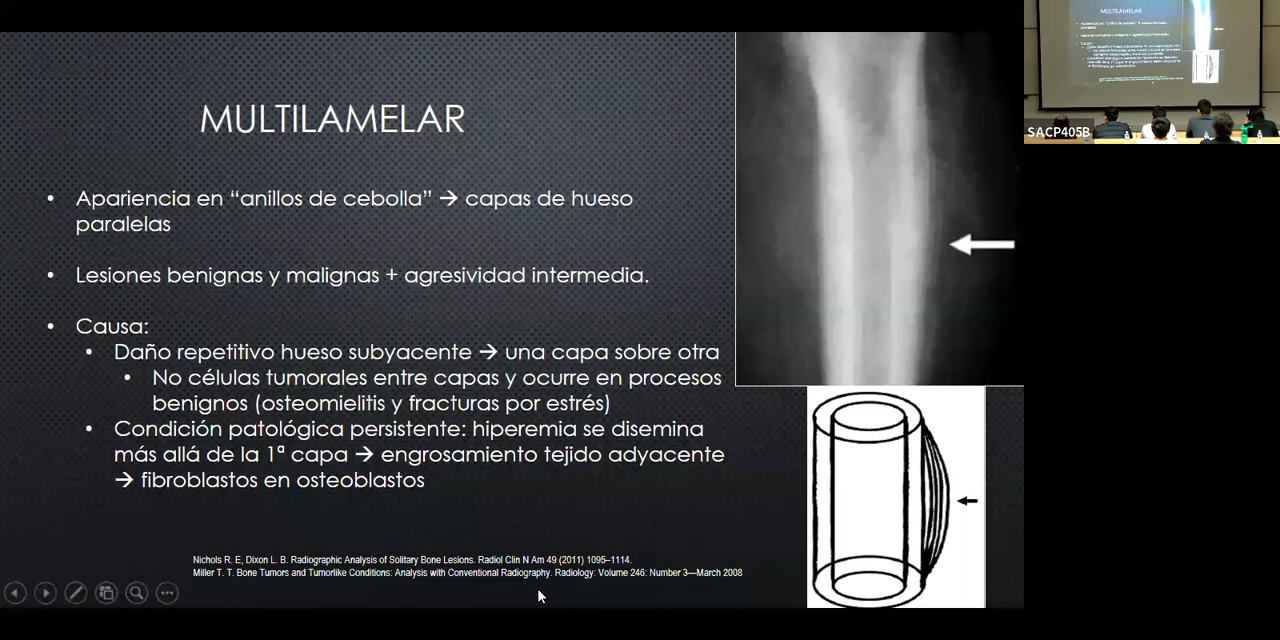 MULTILAMELAR
• Apariencia en “anillos de cebolla” → capas de hueso
paralelas
• Lesiones benignas y malignas + agresividad intermedia.
• Causa:
• Daño repetitivo hueso subyacente → una capa sobre otra
• No células tumorales entre capas y ocurre en procesos
benignos (osteomielitis y fracturas por estrés)
• Condición patológica persistente: hiperemia se disemina
más allá de la 1ª capa → engrosamiento tejido adyacente
→ fibroblastos en osteoblastos
Nichols R. E, Dixon L. B. Radiographic Analysis of Solitary Bone Lesions. Radiol Clin N Am 49 (2011) 1095–1114.
Miller T. T. Bone Tumors and Tumorlike Conditions: Analysis with Conventional Radiography. Radiology: Volume 246: Number 3—March 2008
MULTILAMELAR
SACP405B